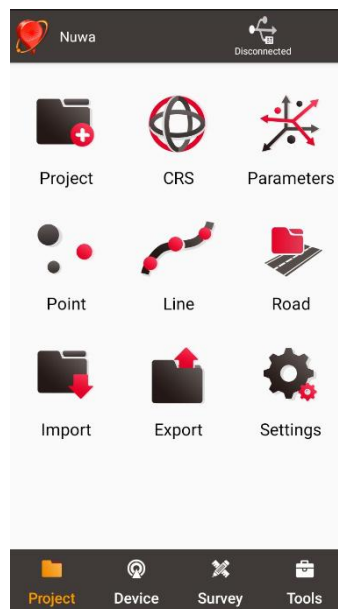 Nuwa
Disconnected
Project CRS Parameters
Point Line Road
Import Export Settings
Project Device Survey Tools